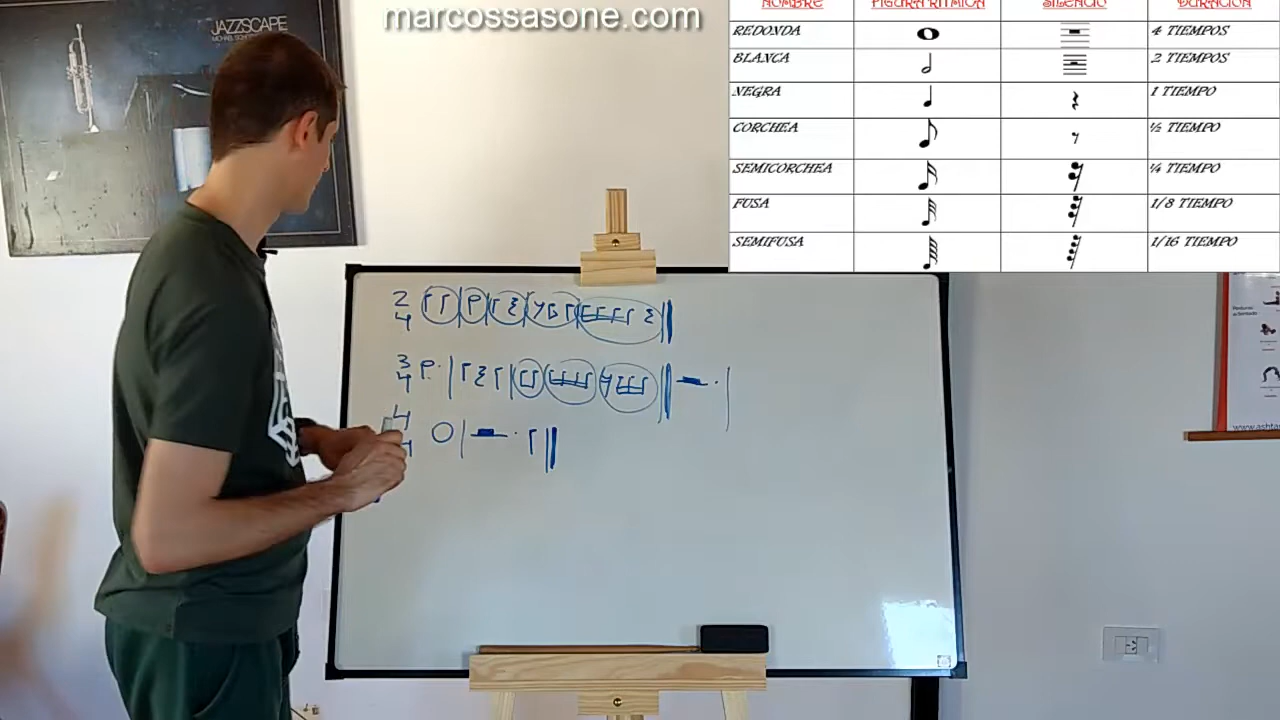 marcossasone.com
JAZZSCAPE
NOMBRE FIGURA RITMICA SILENCIO DURACION
REDONDA 4 TIEMPOS
BLANCA 2 TIEMPOS
NEGRA 1 TIEMPO
CORCHEA ½ TIEMPO
SEMICORCHEA ¼ TIEMPO
FUSA 1/8 TIEMPO
SEMIFUSA 1/16 TIEMPO
2
4
3
4
4
4